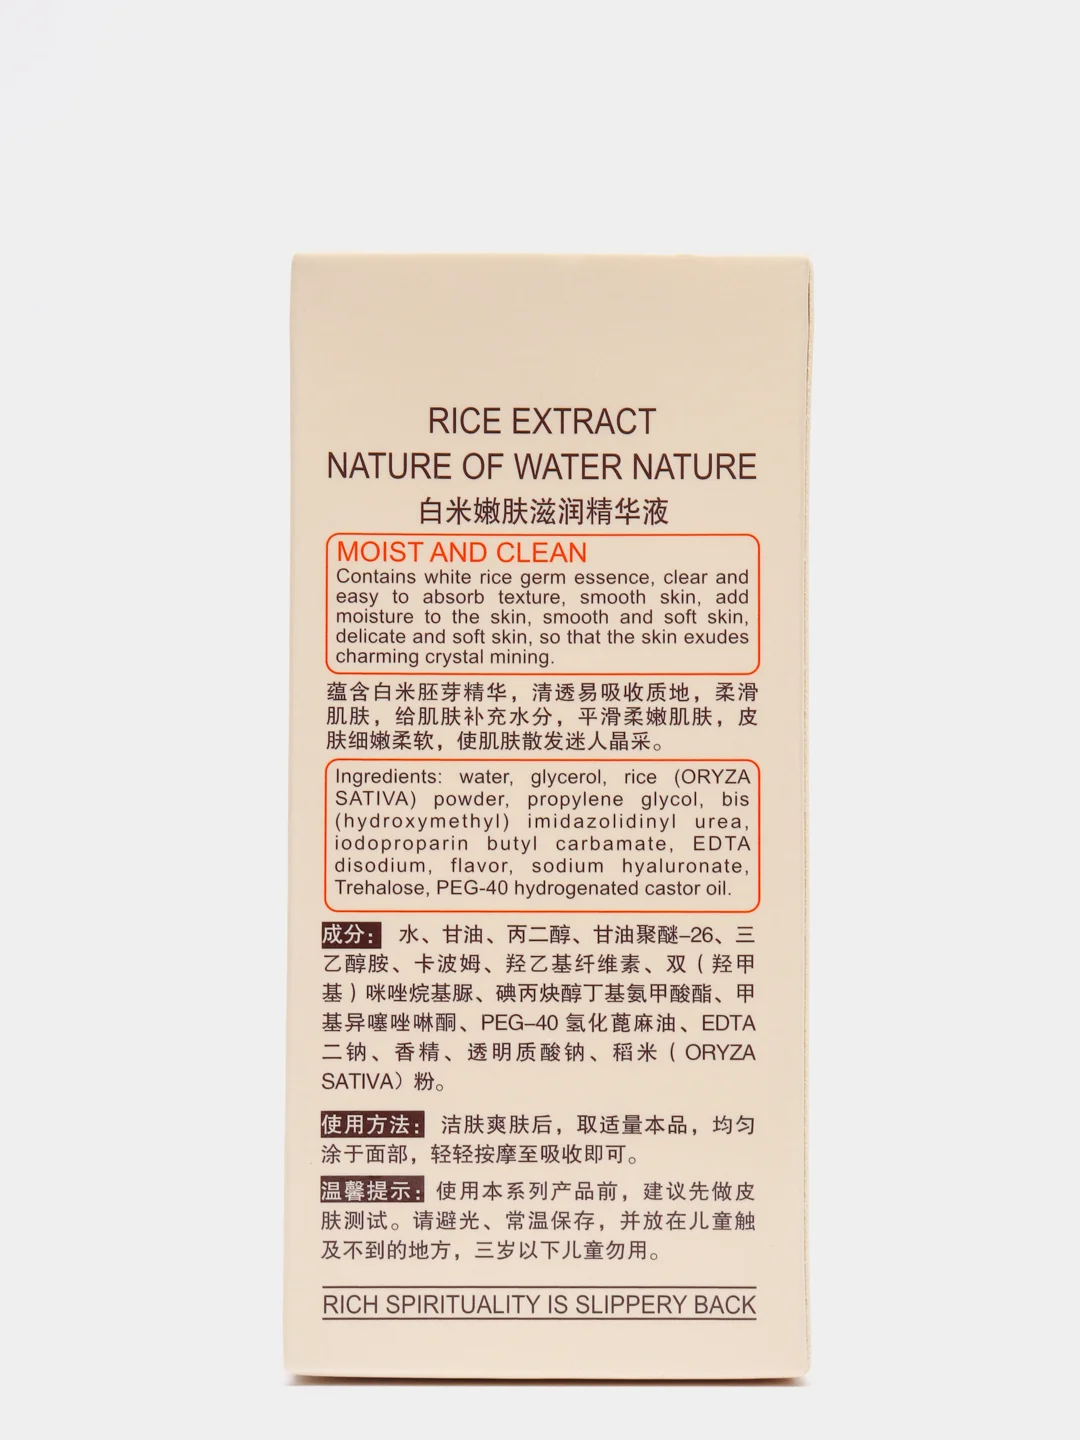 RICE EXTRACT
NATURE OF WATER NATURE
白米嫩肤滋润精华液
MOIST AND CLEAN
Contains white rice germ essence, clear and
easy to absorb texture, smooth skin, add
moisture to the skin, smooth and soft skin,
delicate and soft skin, so that the skin exudes
charming crystal mining.
蕴含白米胚芽精华，清透易吸收质地，柔滑
肌肤，给肌肤补充水分，平滑柔嫩肌肤，皮
肤细嫩柔软，使肌肤散发迷人晶采。
Ingredients: water, glycerol, rice (ORYZA
SATIVA) powder, propylene glycol, bis
(hydroxymethyl) imidazolidinyl urea,
iodoproparin butyl carbamate, EDTA
disodium, flavor, sodium hyaluronate,
Trehalose, PEG-40 hydrogenated castor oil.
成分： 水、甘油、丙二醇、甘油聚醚–26、三
乙醇胺、卡波姆、羟乙基纤维素、双（羟甲
基）咪唑烷基脲、碘丙炔醇丁基氨甲酸酯、甲
基异噻唑啉酮、PEG–40 氢化蓖麻油、EDTA
二钠、香精、透明质酸钠、稻米（ORYZA
SATIVA）粉。
使用方法： 洁肤爽肤后，取适量本品，均匀
涂于面部，轻轻按摩至吸收即可。
温馨提示： 使用本系列产品前，建议先做皮
肤测试。请避光、常温保存，并放在儿童触
及不到的地方，三岁以下儿童勿用。
RICH SPIRITUALITY IS SLIPPERY BACK